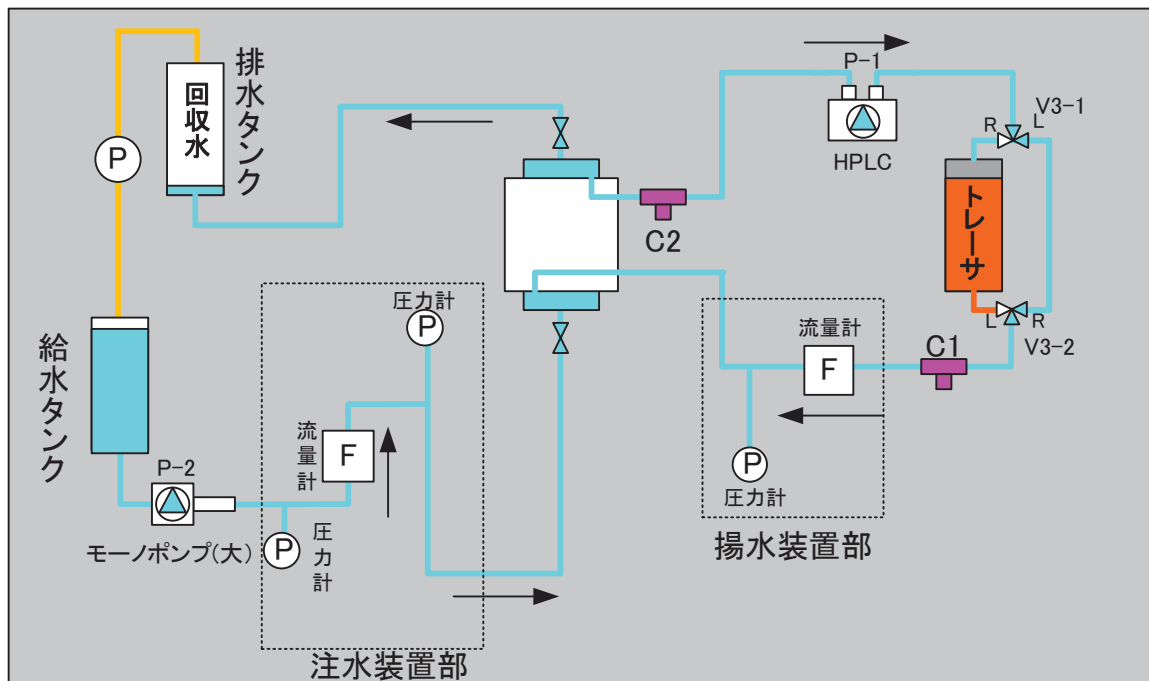 排水タンク
回収水
P
給水タンク
P-2
モーノポンプ(大)
圧力計
P
流量計
F
P
圧力計
注水装置部
C2
P-1
HPLC
V3-1
R
L
トレーサ
L
R
V3-2
C1
流量計
F
P
圧力計
揚水装置部